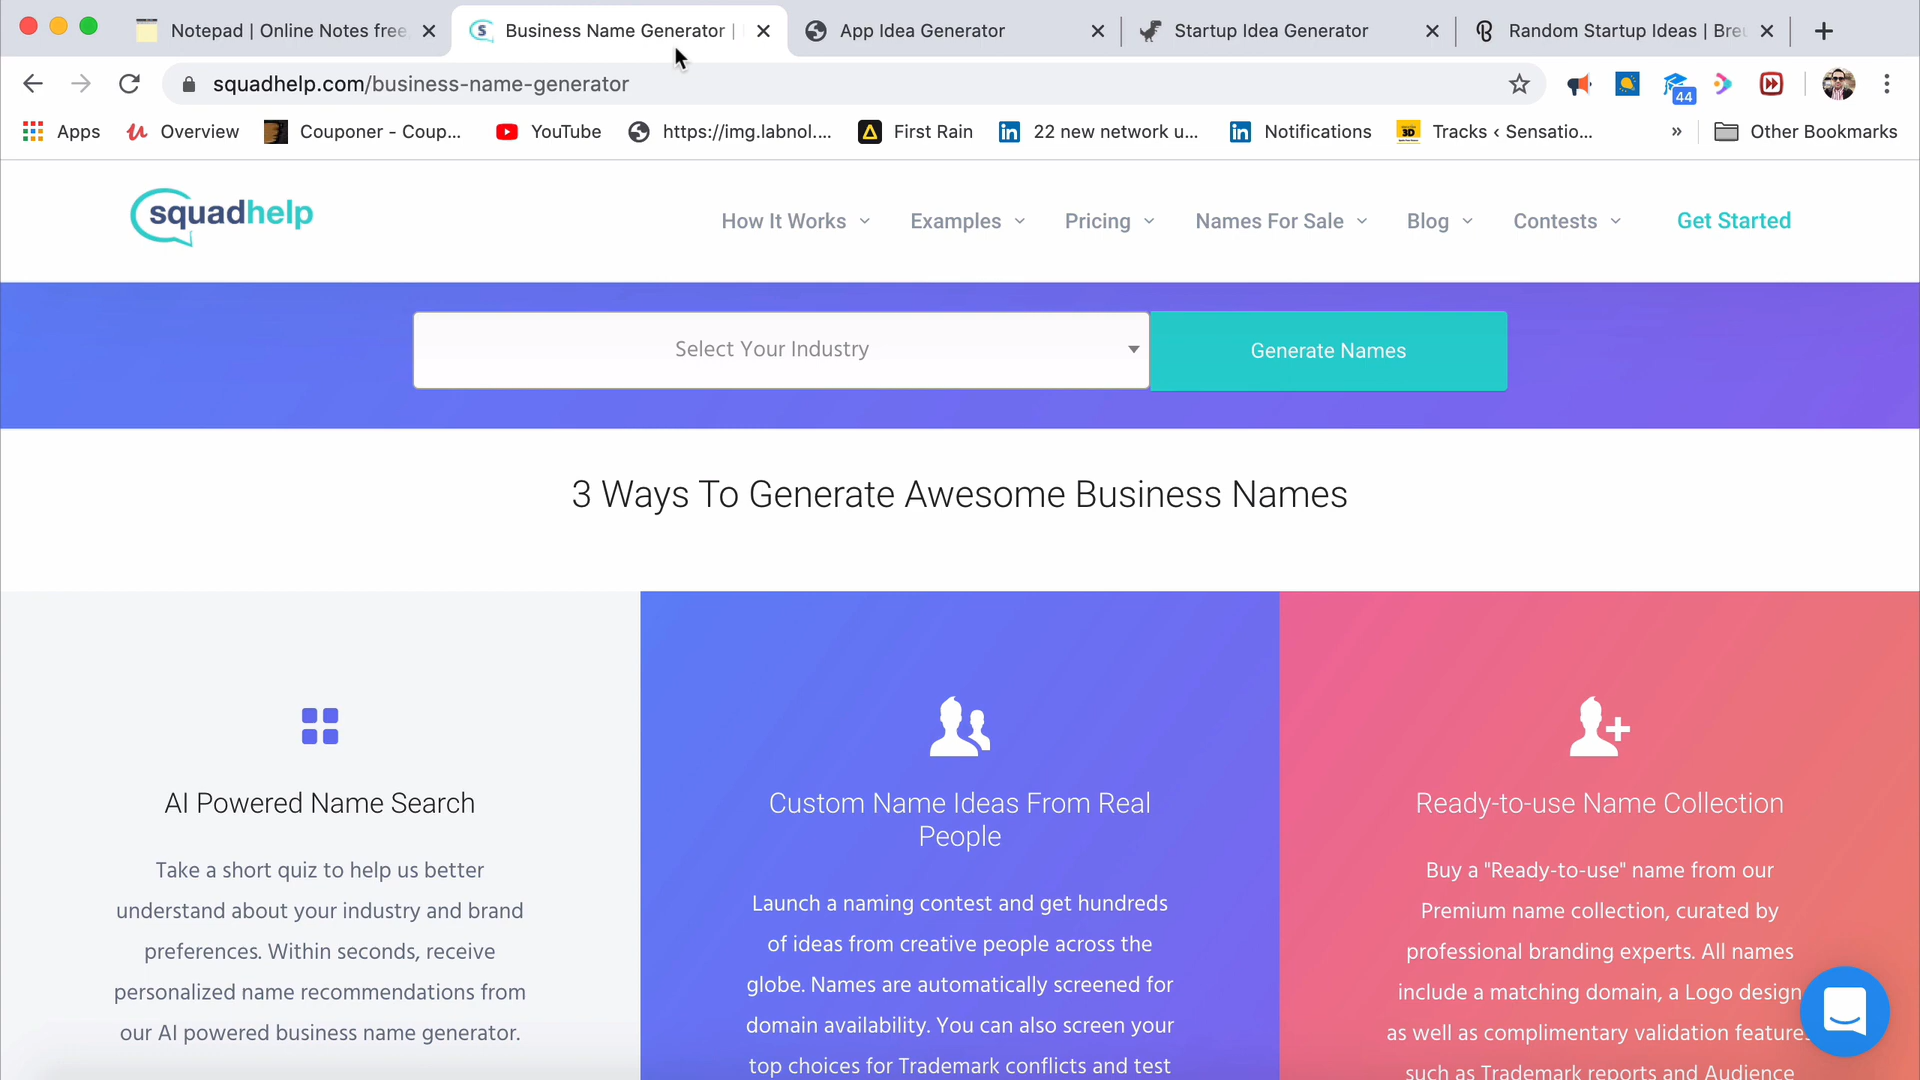 Notepad | Online Notes free
Business Name Generator |
App Idea Generator
Startup Idea Generator
Random Startup Ideas | Bre
squadhelp.com/business-name-generator
44
Apps
Overview
Couponer - Coup...
YouTube
https://img.labnol....
First Rain
22 new network u...
Notifications
3D
Tracks ‹ Sensatio...
»
Other Bookmarks
squadhelp
How It Works
Examples
Pricing
Names For Sale
Blog
Contests
Get Started
Select Your Industry
Generate Names
3 Ways To Generate Awesome Business Names
AI Powered Name Search
Take a short quiz to help us better
understand about your industry and brand
preferences. Within seconds, receive
personalized name recommendations from
our AI powered business name generator.
Custom Name Ideas From Real
People
Launch a naming contest and get hundreds
of ideas from creative people across the
globe. Names are automatically screened for
domain availability. You can also screen your
top choices for Trademark conflicts and test
Ready-to-use Name Collection
Buy a "Ready-to-use" name from our
Premium name collection, curated by
professional branding experts. All names
include a matching domain, a Logo design
as well as complimentary validation features
such as Trademark reports and Audience